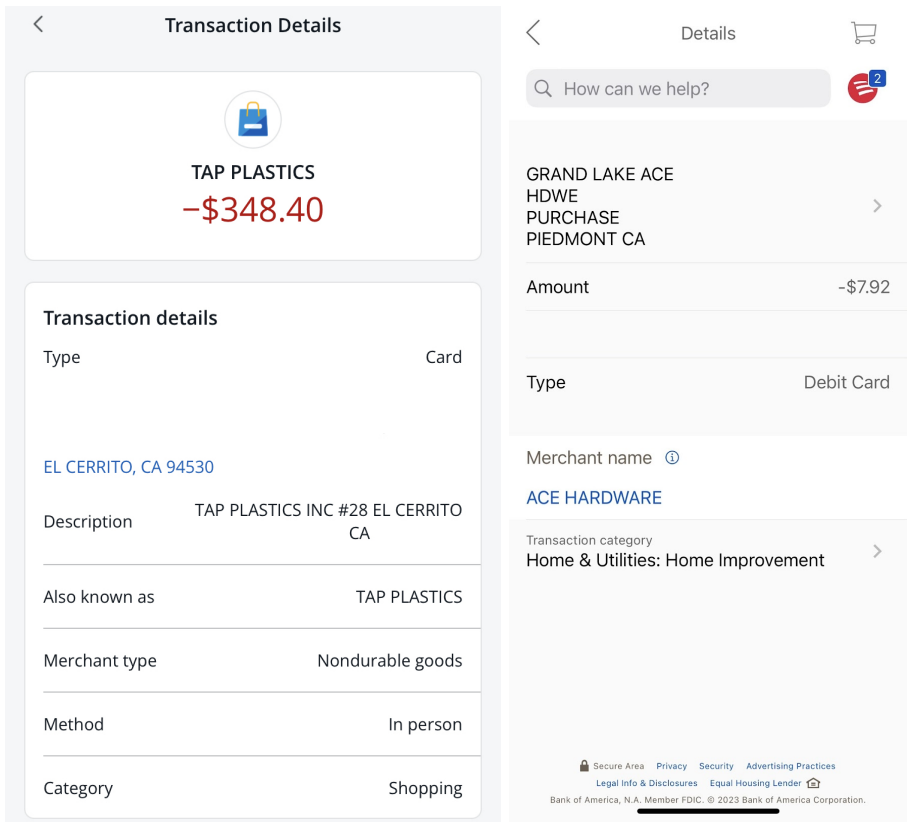 Transaction Details
TAP PLASTICS
−$348.40
Transaction details
Type Card
EL CERRITO, CA 94530
Description TAP PLASTICS INC #28 EL CERRITO
CA
Also known as TAP PLASTICS
Merchant type Nondurable goods
Method In person
Category Shopping
Details
How can we help?
2
GRAND LAKE ACE
HDWE
PURCHASE
PIEDMONT CA
Amount -$7.92
Type Debit Card
Merchant name
ACE HARDWARE
Transaction category
Home & Utilities: Home Improvement
Secure Area Privacy Security Advertising Practices
Legal Info & Disclosures Equal Housing Lender
Bank of America, N.A. Member FDIC. © 2023 Bank of America Corporation.